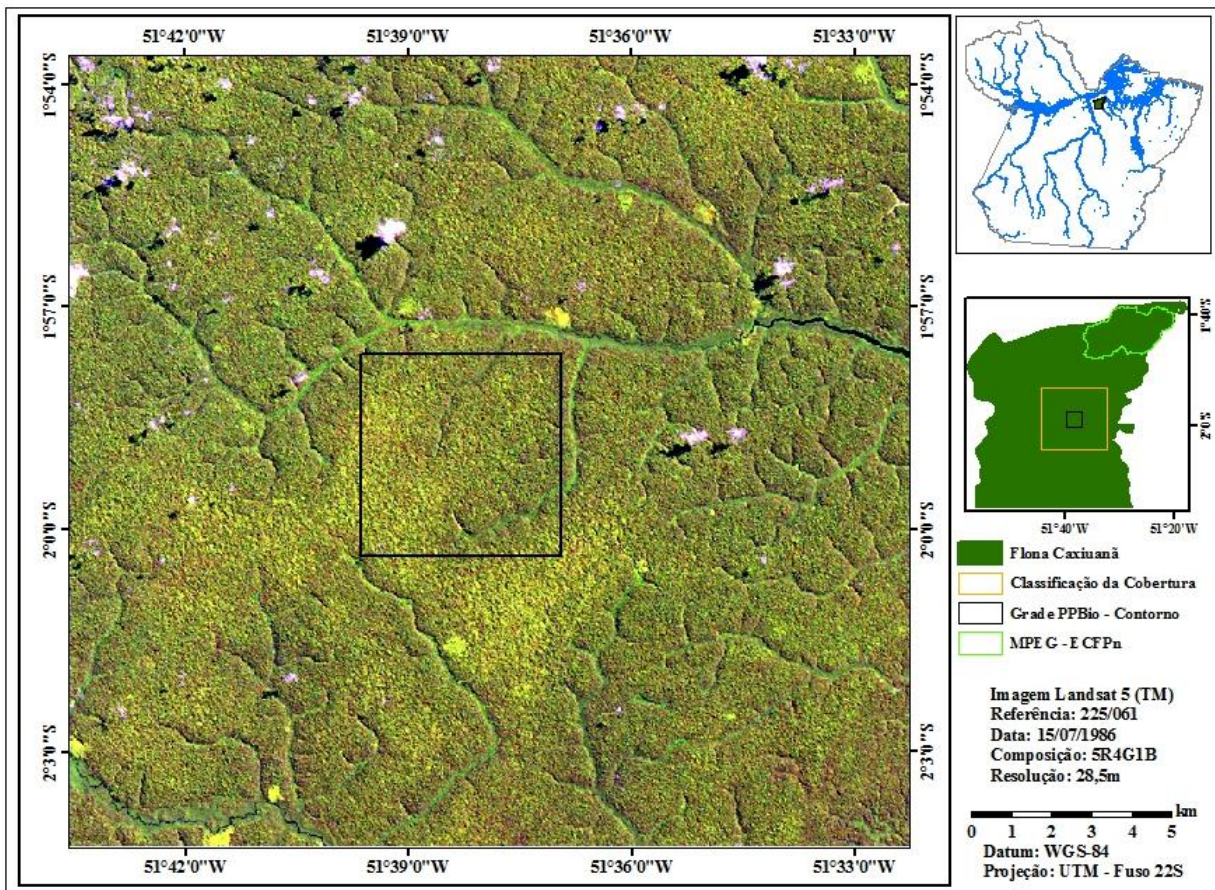 51°42'0"W 51°39'0"W 51°36'0"W 51°33'0"W
1°54'0"S
1°57'0"S
2°0'0"S
2°3'0"S
1°54'0"S
1°57'0"S
2°0'0"S
2°3'0"S
51°42'0"W 51°39'0"W 51°36'0"W 51°33'0"W
1°40'S
2°0'S
51°40'W 51°20'W
Flona Caxiuanã
Classificação da Cobertura
Grade PPBio - Contorno
MPEG - ECFPn
Imagem Landsat 5 (TM)
Referência: 225/061
Data: 15/07/1986
Composição: 5R4G1B
Resolução: 28,5m
km
0 1 2 3 4 5
Datum: WGS-84
Projeção: UTM - Fuso 22S